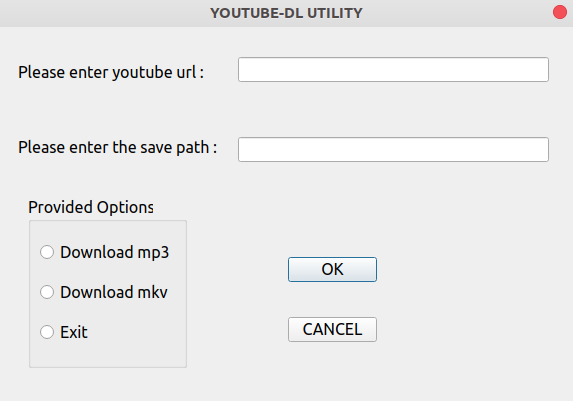 YOUTUBE-DL UTILITY
Please enter youtube url :
Please enter the save path :
Provided Options
Download mp3
Download mkv
Exit
OK
CANCEL